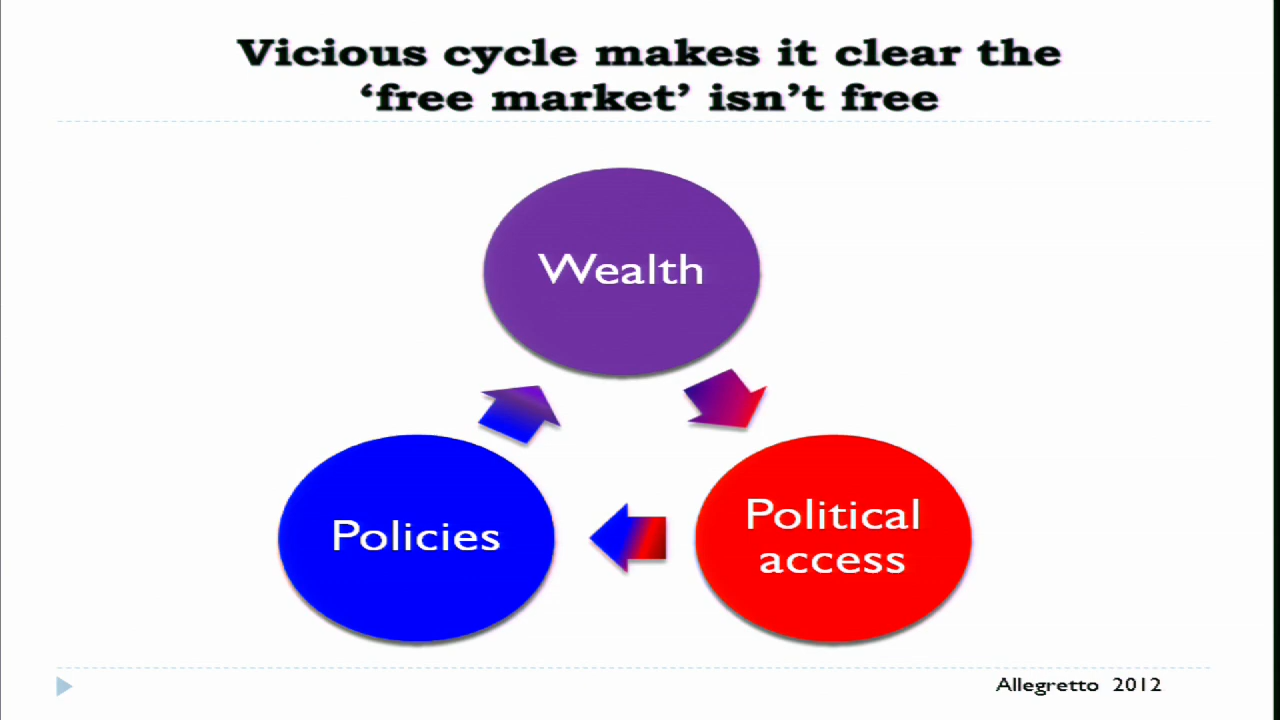 Vicious cycle makes it clear the
‘free market’ isn’t free
Wealth
Policies
Political
access
Allegretto 2012